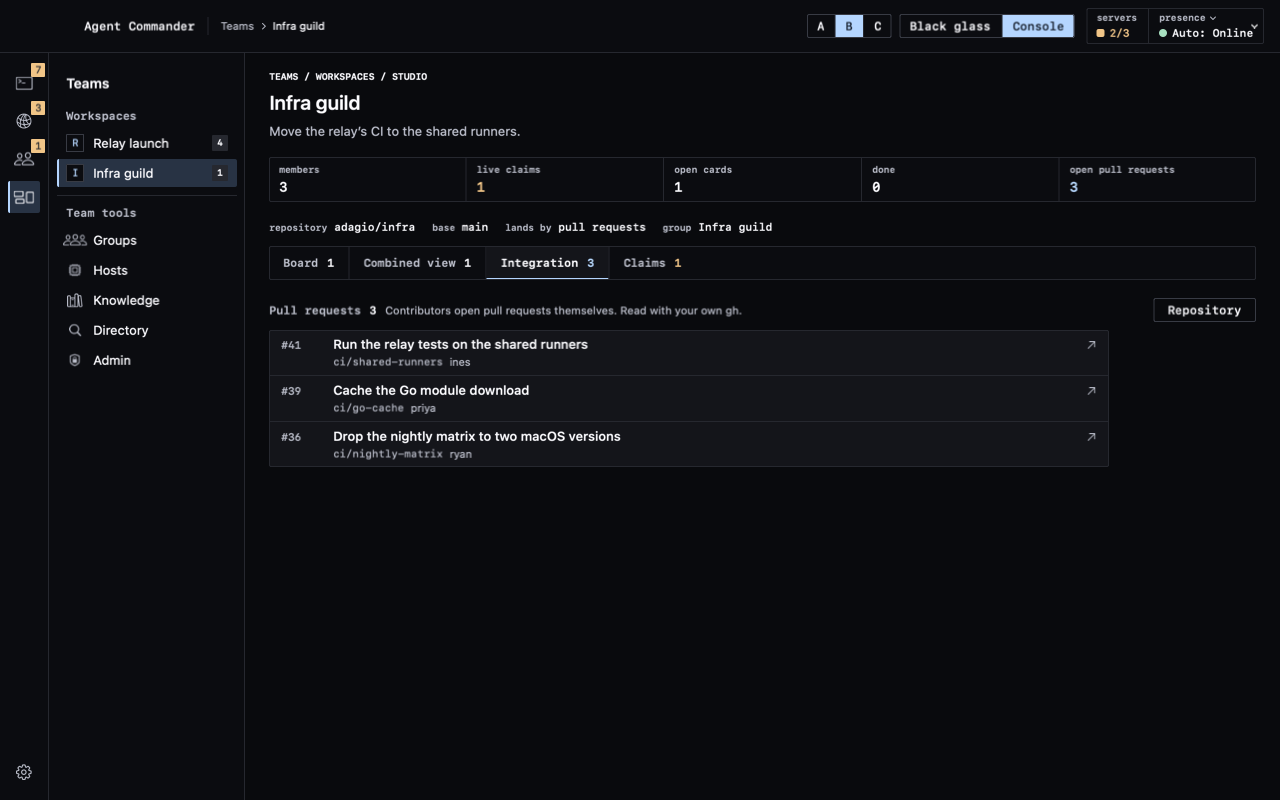 Agent Commander
Teams > Infra guild
A B C
Black glass Console
servers
2/3
presence
Auto: Online
7
3
1
Teams
Workspaces
R Relay launch 4
I Infra guild 1
Team tools
Groups
Hosts
Knowledge
Directory
Admin
TEAMS / WORKSPACES / STUDIO
Infra guild
Move the relay’s CI to the shared runners.
members
3
live claims
1
open cards
1
done
0
open pull requests
3
repository adagio/infra base main lands by pull requests group Infra guild
Board 1 Combined view 1 Integration 3 Claims 1
Pull requests 3 Contributors open pull requests themselves. Read with your own gh.
Repository
#41 Run the relay tests on the shared runners
ci/shared-runners ines
#39 Cache the Go module download
ci/go-cache priya
#36 Drop the nightly matrix to two macOS versions
ci/nightly-matrix ryan